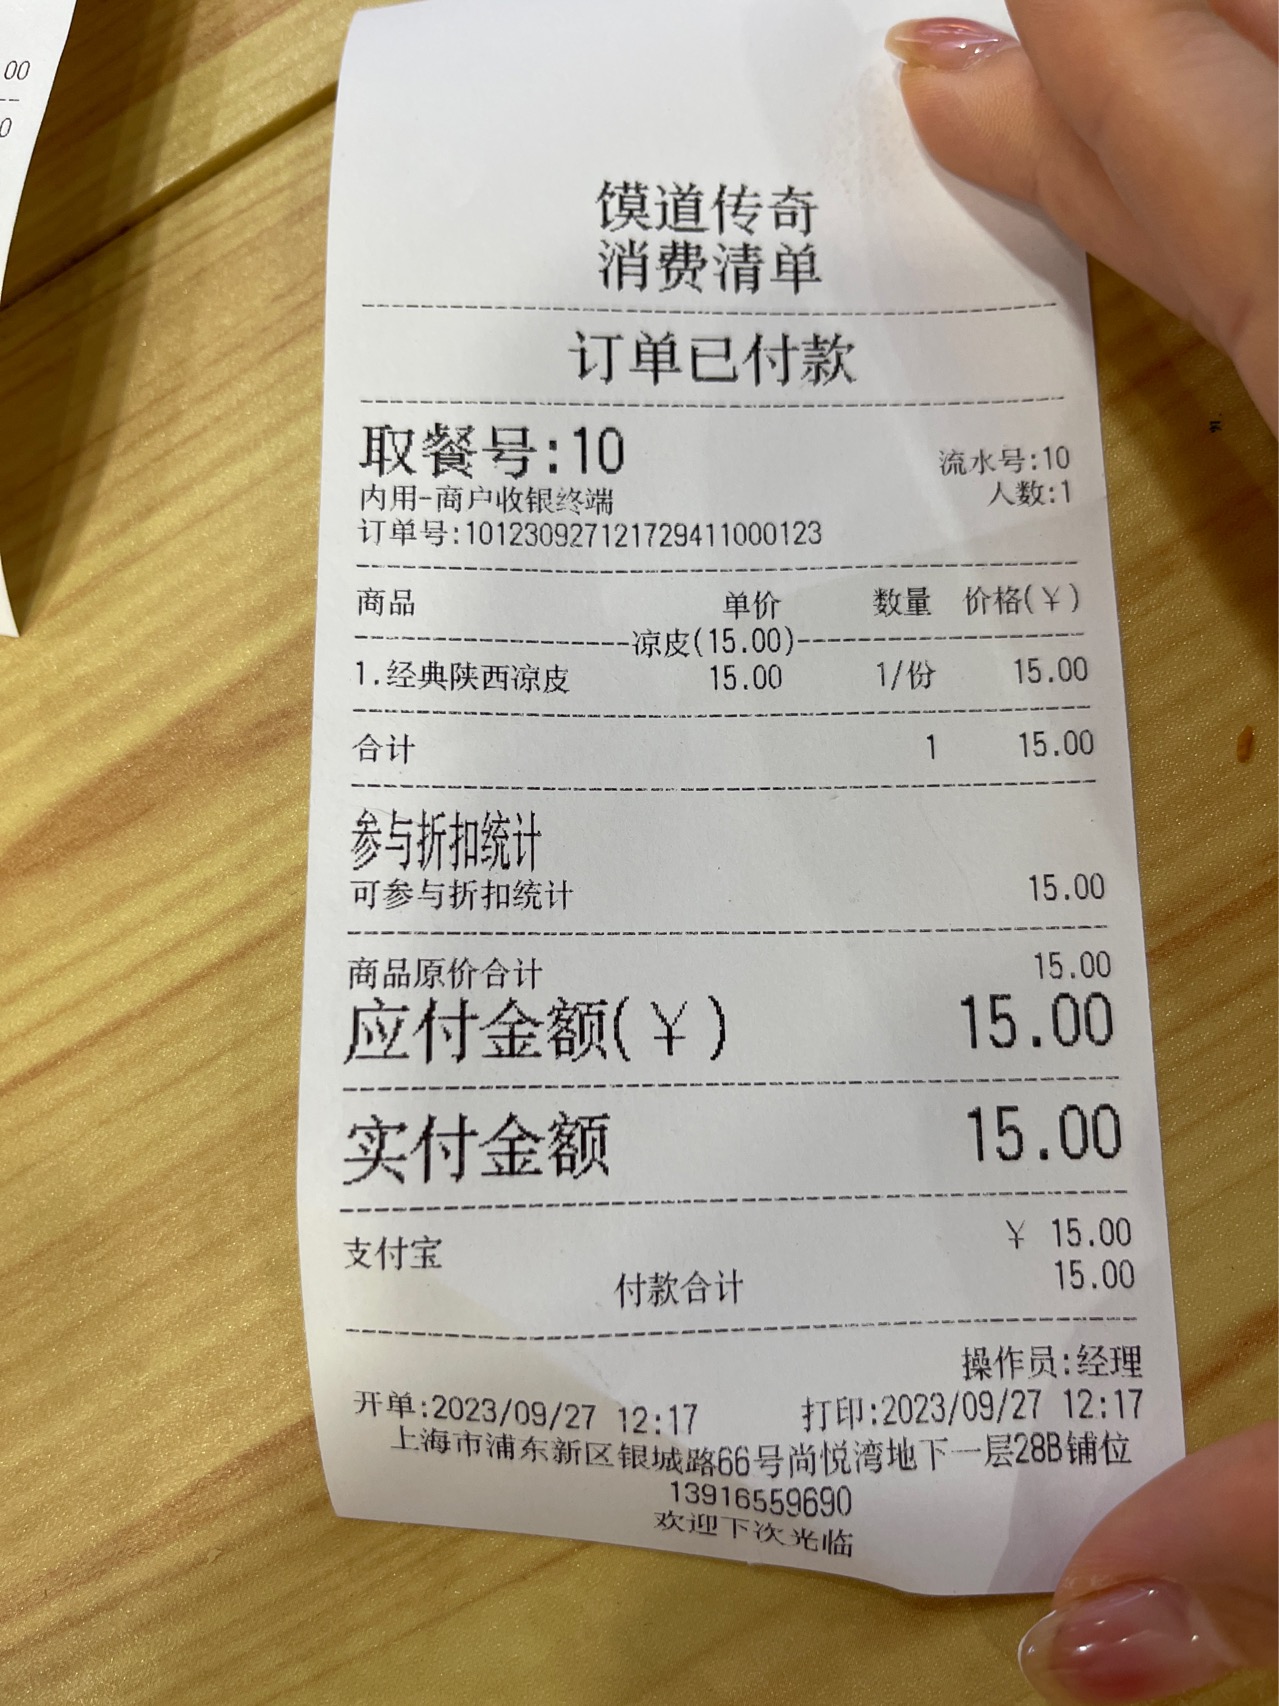 00
0
馍道传奇
消费清单
订单已付款
取餐号:10
流水号:10
内用-商户收银终端
人数:1
订单号:101230927121729411000123
商品 单价 数量 价格(¥)
凉皮(15.00)
1.经典陕西凉皮 15.00 1/份 15.00
合计 1 15.00
参与折扣统计
可参与折扣统计 15.00
商品原价合计 15.00
应付金额(¥) 15.00
实付金额 15.00
支付宝 ¥ 15.00
付款合计 15.00
操作员:经理
开单:2023/09/27 12:17 打印:2023/09/27 12:17
上海市浦东新区银城路66号尚悦湾地下一层28B铺位
13916559690
欢迎下次光临